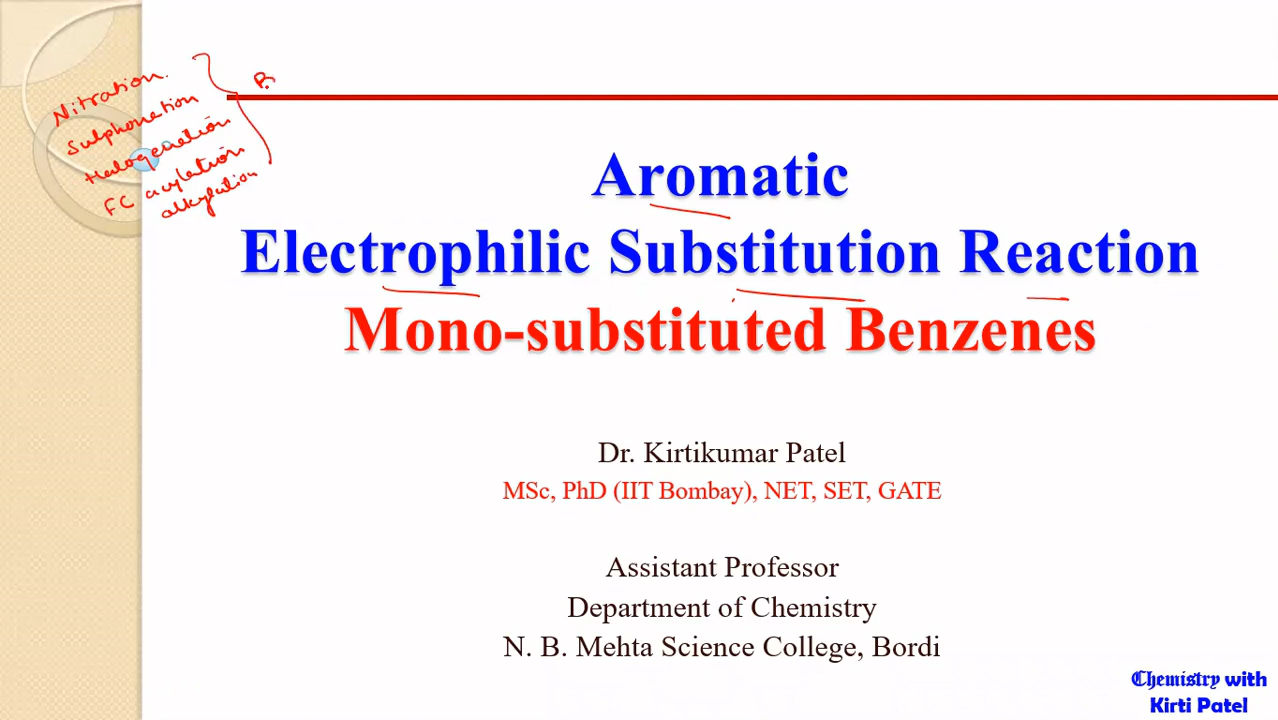 Nitration
Sulphonation
Halogenation
FC acylation
alkylation
Aromatic
Electrophilic Substitution Reaction
Mono-substituted Benzenes
Dr. Kirtikumar Patel
MSc, PhD (IIT Bombay), NET, SET, GATE
Assistant Professor
Department of Chemistry
N. B. Mehta Science College, Bordi
Chemistry with
Kirti Patel